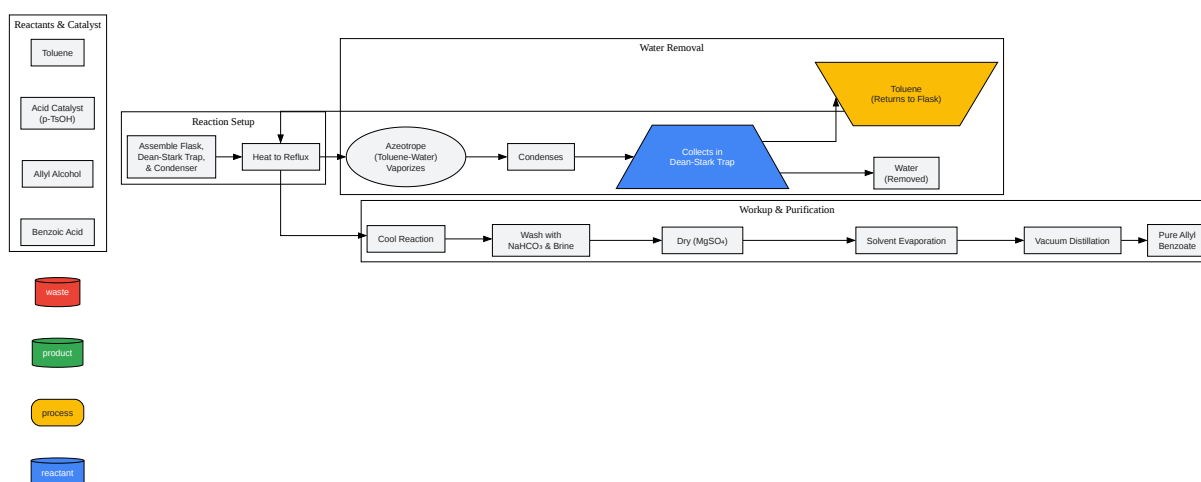 Reactants & Catalyst
Toluene
Acid Catalyst
(p-TsOH)
Allyl Alcohol
Benzoic Acid
Reaction Setup
Assemble Flask,
Dean-Stark Trap,
& Condenser
Heat to Reflux
Water Removal
Azeotrope
(Toluene-Water)
Vaporizes
Condenses
Collects in
Dean-Stark Trap
Toluene
(Returns to Flask)
Water
(Removed)
Workup & Purification
Cool Reaction
Wash with
NaHCO₃ & Brine
Dry (MgSO₄)
Solvent Evaporation
Vacuum Distillation
Pure Allyl
Benzoate
waste
product
process
reactant